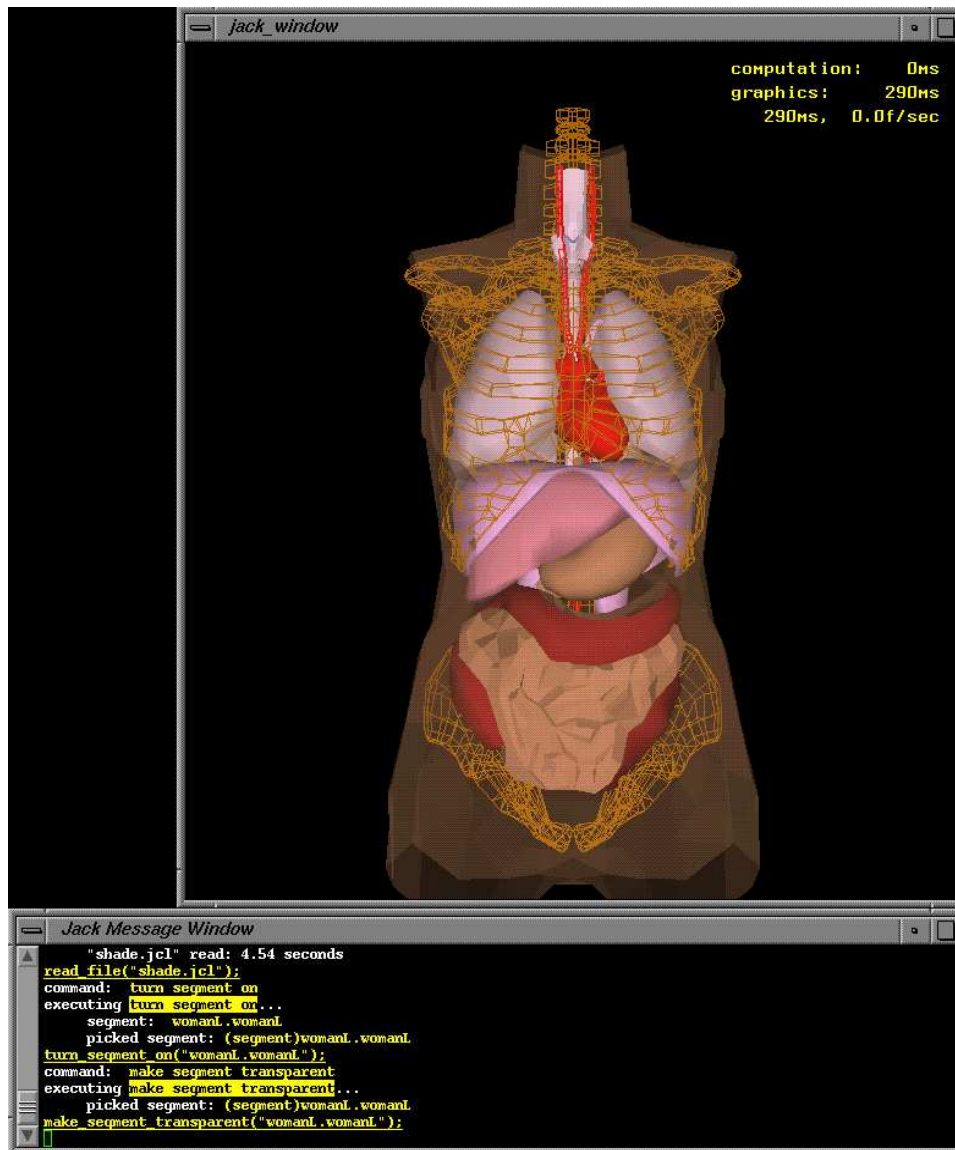 jack_window
computation: 0ms
graphics: 290ms
290ms, 0.0f/sec
Jack Message Window
"shade.jcl" read: 4.54 seconds
read_file("shade.jcl");
command: turn segment on
executing turn segment on...
segment: womanL.womanL
picked segment: (segment)womanL.womanL
turn_segment_on("womanL.womanL");
command: make segment transparent
executing make segment transparent...
picked segment: (segment)womanL.womanL
make_segment_transparent("womanL.womanL");